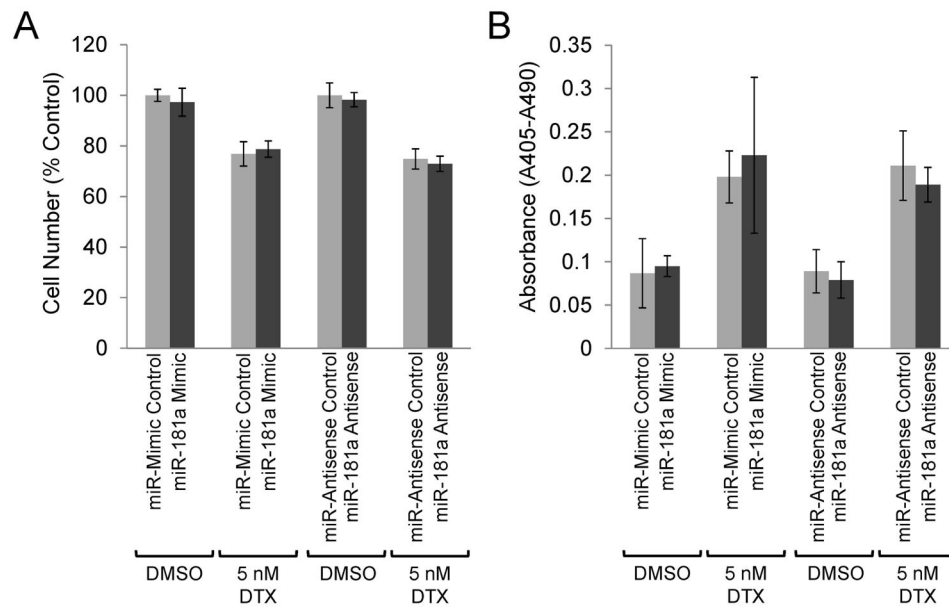 A
Cell Number (% Control)
120
100
80
60
40
20
0
miR-Mimic Control
miR-181a Mimic
miR-Mimic Control
miR-181a Mimic
miR-Antisense Control
miR-181a Antisense
miR-Antisense Control
miR-181a Antisense
DMSO
5 nM
DTX
DMSO
5 nM
DTX
B
Absorbance (A405-A490)
0.35
0.3
0.25
0.2
0.15
0.1
0.05
0
miR-Mimic Control
miR-181a Mimic
miR-Mimic Control
miR-181a Mimic
miR-Antisense Control
miR-181a Antisense
miR-Antisense Control
miR-181a Antisense
DMSO
5 nM
DTX
DMSO
5 nM
DTX